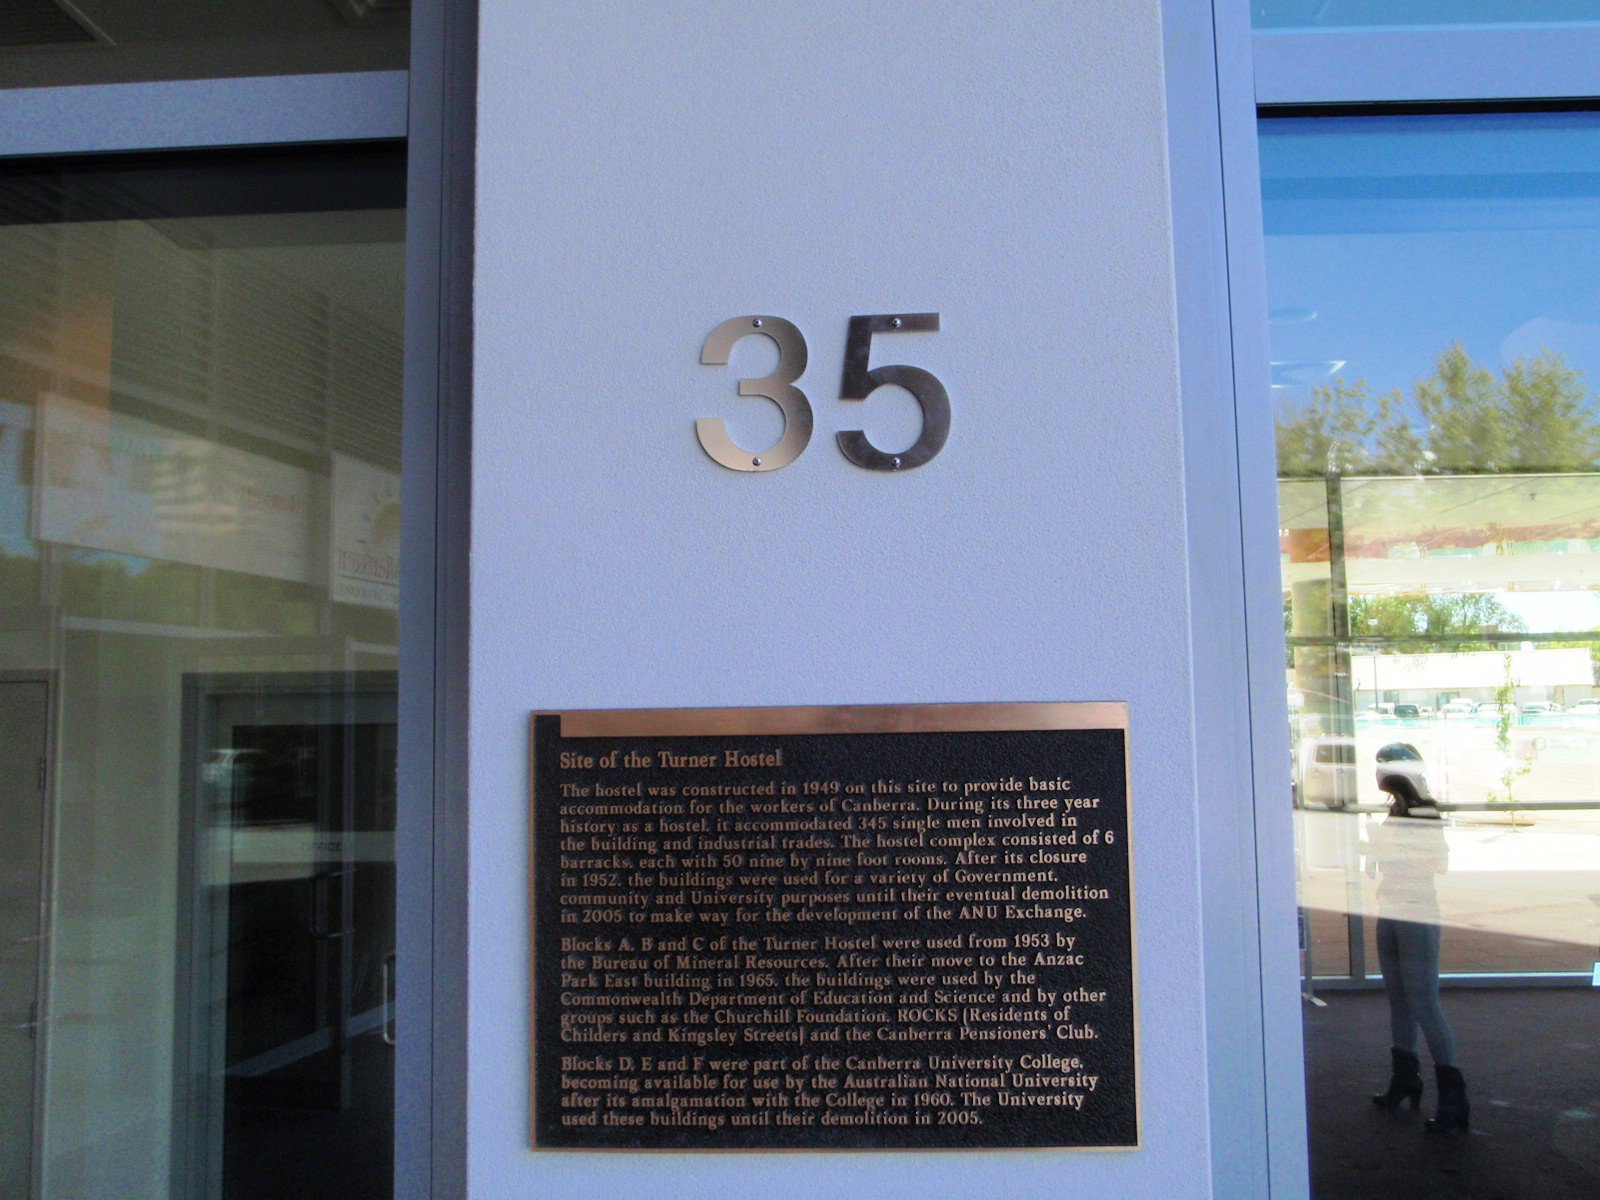 35
Site of the Turner Hostel
The hostel was constructed in 1949 on this site to provide basic
accommodation for the workers of Canberra. During its three year
history as a hostel, it accommodated 345 single men involved in
the building and industrial trades. The hostel complex consisted of 6
barracks, each with 50 nine by nine foot rooms. After its closure
in 1952, the buildings were used for a variety of Government,
community and University purposes until their eventual demolition
in 2005 to make way for the development of the ANU Exchange.
Blocks A, B and C of the Turner Hostel were used from 1953 by
the Bureau of Mineral Resources. After their move to the Anzac
Park East building in 1965, the buildings were used by the
Commonwealth Department of Education and Science and by other
groups such as the Churchill Foundation, ROCKS (Residents of
Childers and Kingsley Streets) and the Canberra Pensioners' Club.
Blocks D, E and F were part of the Canberra University College,
becoming available for use by the Australian National University
after its amalgamation with the College in 1960. The University
used these buildings until their demolition in 2005.